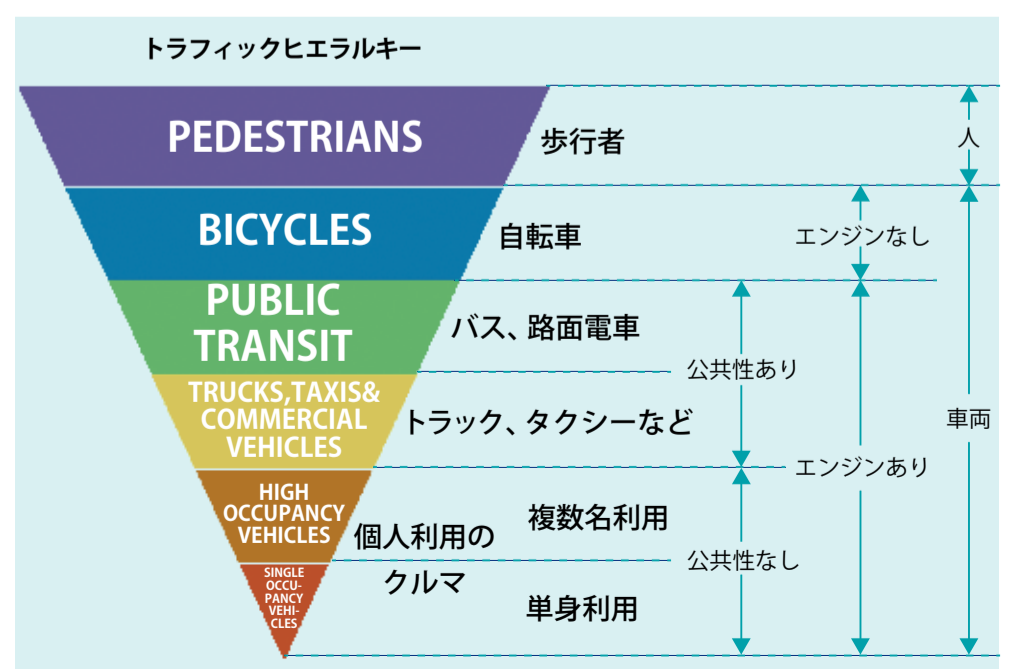 トラフィックヒエラルキー
PEDESTRIANS
歩行者
人
BICYCLES
自転車
エンジンなし
PUBLIC
TRANSIT
バス、路面電車
公共性あり
TRUCKS,TAXIS&
COMMERCIAL
VEHICLES
トラック、タクシーなど
車両
エンジンあり
HIGH
OCCUPANCY
VEHICLES
個人利用の
クルマ
複数名利用
公共性なし
SINGLE
OCCU-
PANCY
VEHI-
CLES
単身利用